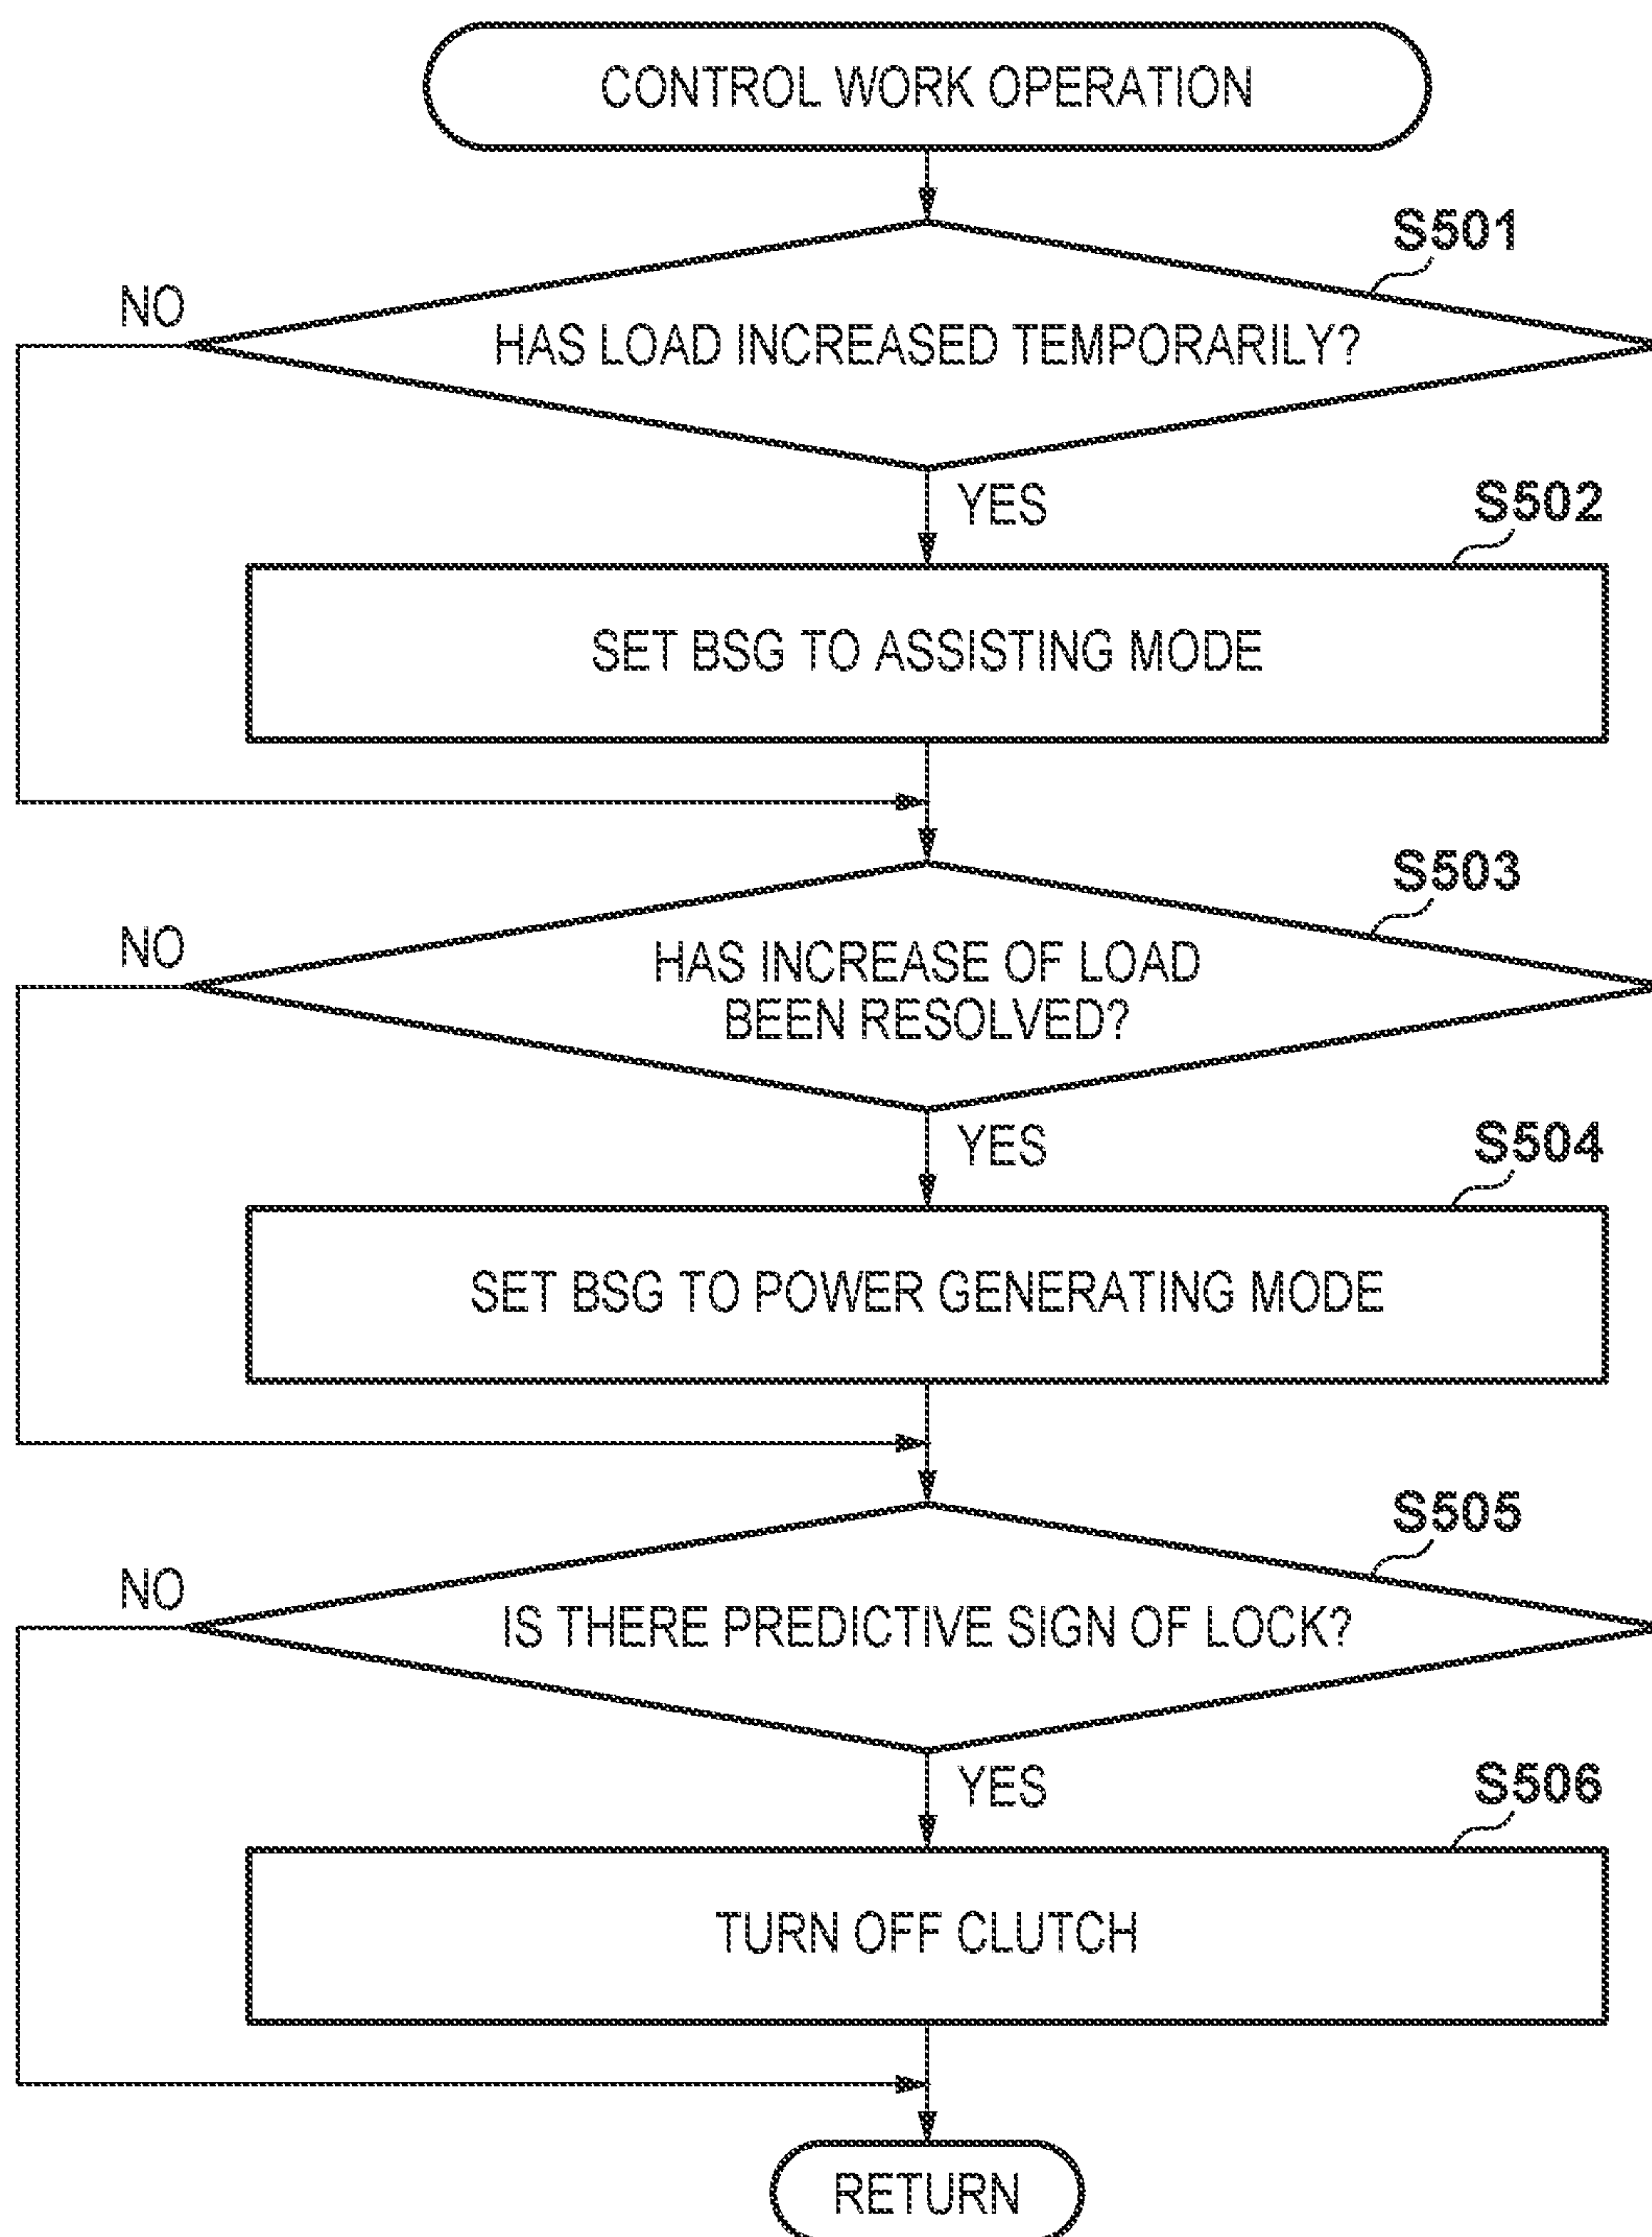 CONTROL WORK OPERATION
S501
NO
HAS LOAD INCREASED TEMPORARILY?
YES
S502
SET BSG TO ASSISTING MODE
S503
NO
HAS INCREASE OF LOAD
BEEN RESOLVED?
YES
S504
SET BSG TO POWER GENERATING MODE
S505
NO
IS THERE PREDICTIVE SIGN OF LOCK?
YES
S506
TURN OFF CLUTCH
RETURN